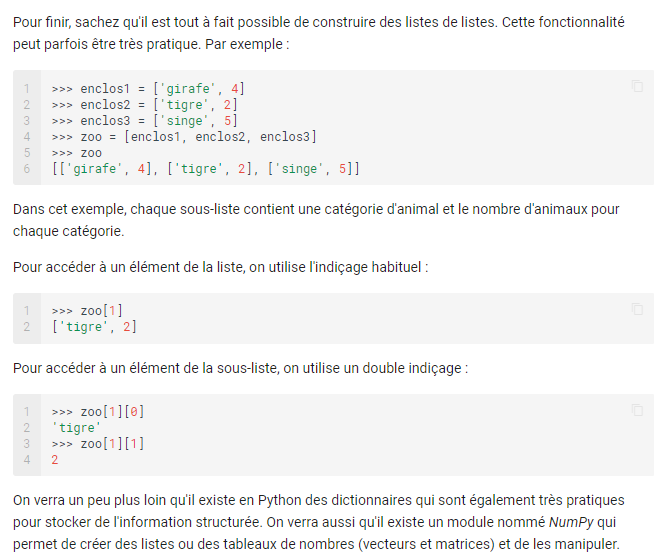 Pour finir, sachez qu'il est tout à fait possible de construire des listes de listes. Cette fonctionnalité
peut parfois être très pratique. Par exemple :
1 >>> enclos1 = ['girafe', 4]
2 >>> enclos2 = ['tigre', 2]
3 >>> enclos3 = ['singe', 5]
4 >>> zoo = [enclos1, enclos2, enclos3]
5 >>> zoo
6 [['girafe', 4], ['tigre', 2], ['singe', 5]]
Dans cet exemple, chaque sous-liste contient une catégorie d'animal et le nombre d'animaux pour
chaque catégorie.
Pour accéder à un élément de la liste, on utilise l'indiçage habituel :
1 >>> zoo[1]
2 ['tigre', 2]
Pour accéder à un élément de la sous-liste, on utilise un double indiçage :
1 >>> zoo[1][0]
2 'tigre'
3 >>> zoo[1][1]
4 2
On verra un peu plus loin qu'il existe en Python des dictionnaires qui sont également très pratiques
pour stocker de l'information structurée. On verra aussi qu'il existe un module nommé NumPy qui
permet de créer des listes ou des tableaux de nombres (vecteurs et matrices) et de les manipuler.